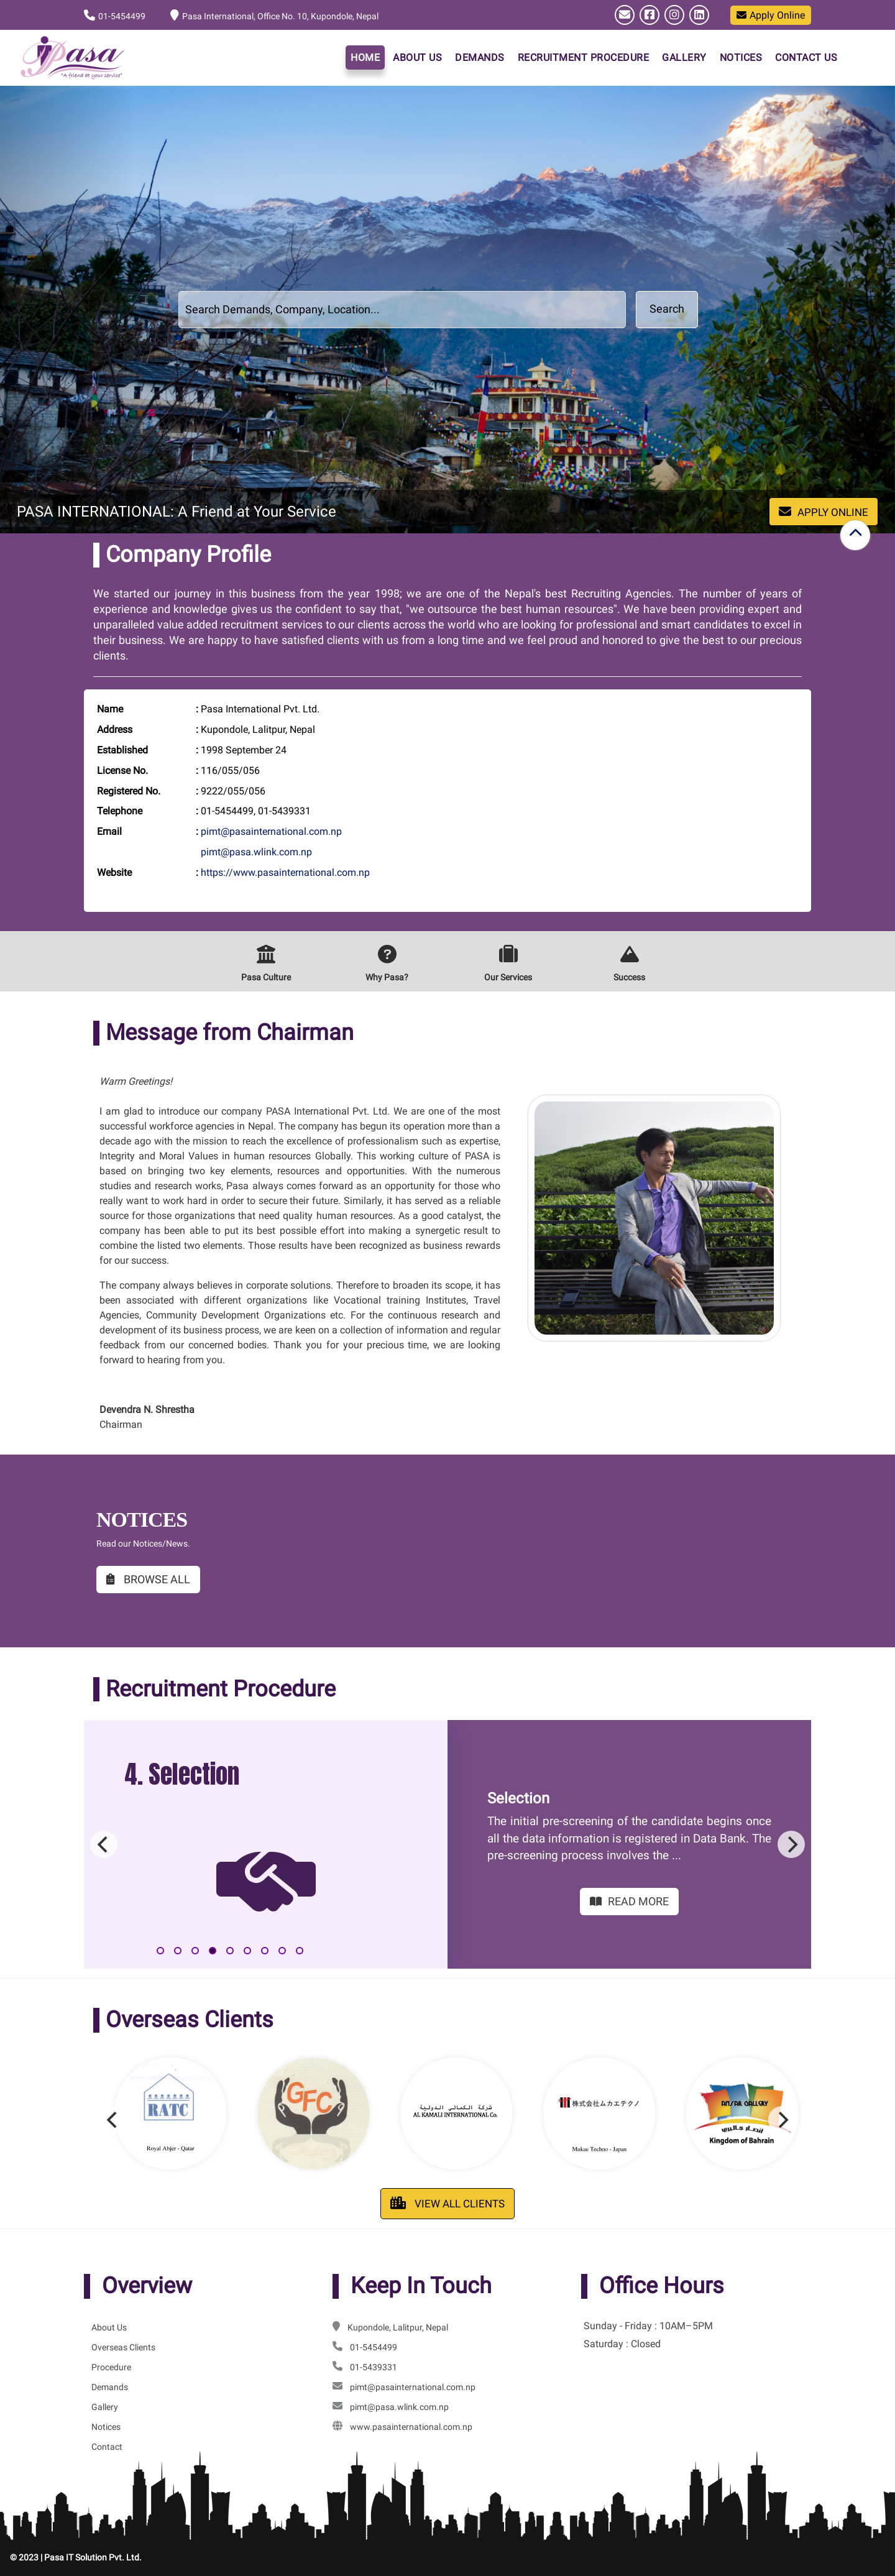 01-5454499
Pasa International, Office No. 10, Kupondole, Nepal
Apply Online
Pasa
"A friend at your service"
HOME
ABOUT US
DEMANDS
RECRUITMENT PROCEDURE
GALLERY
NOTICES
CONTACT US
Search Demands, Company, Location...
Search
PASA INTERNATIONAL: A Friend at Your Service
APPLY ONLINE
Company Profile
We started our journey in this business from the year 1998; we are one of the Nepal's best Recruiting Agencies. The number of years of
experience and knowledge gives us the confident to say that, "we outsource the best human resources". We have been providing expert and
unparalleled value added recruitment services to our clients across the world who are looking for professional and smart candidates to excel in
their business. We are happy to have satisfied clients with us from a long time and we feel proud and honored to give the best to our precious
clients.
Name : Pasa International Pvt. Ltd.
Address : Kupondole, Lalitpur, Nepal
Established : 1998 September 24
License No. : 116/055/056
Registered No. : 9222/055/056
Telephone : 01-5454499, 01-5439331
Email : pimt@pasainternational.com.np
pimt@pasa.wlink.com.np
Website : https://www.pasainternational.com.np
Pasa Culture
Why Pasa?
Our Services
Success
Message from Chairman
Warm Greetings!
I am glad to introduce our company PASA International Pvt. Ltd. We are one of the most
successful workforce agencies in Nepal. The company has begun its operation more than a
decade ago with the mission to reach the excellence of professionalism such as expertise,
Integrity and Moral Values in human resources Globally. This working culture of PASA is
based on bringing two key elements, resources and opportunities. With the numerous
studies and research works, Pasa always comes forward as an opportunity for those who
really want to work hard in order to secure their future. Similarly, it has served as a reliable
source for those organizations that need quality human resources. As a good catalyst, the
company has been able to put its best possible effort into making a synergetic result to
combine the listed two elements. Those results have been recognized as business rewards
for our success.
The company always believes in corporate solutions. Therefore to broaden its scope, it has
been associated with different organizations like Vocational training Institutes, Travel
Agencies, Community Development Organizations etc. For the continuous research and
development of its business process, we are keen on a collection of information and regular
feedback from our concerned bodies. Thank you for your precious time, we are looking
forward to hearing from you.
Devendra N. Shrestha
Chairman
NOTICES
Read our Notices/News.
BROWSE ALL
Recruitment Procedure
4. Selection
Selection
The initial pre-screening of the candidate begins once
all the data information is registered in Data Bank. The
pre-screening process involves the ...
READ MORE
Overseas Clients
RATC
Royal Abjer - Qatar
GFC
شركة الكمالي الدولية
AL KAMALI INTERNATIONAL Co.
株式会社ムカエテクノ
Mukae Techno - Japan
ANSAR GALLERY
أنصار جاليري
Kingdom of Bahrain
VIEW ALL CLIENTS
Overview
About Us
Overseas Clients
Procedure
Demands
Gallery
Notices
Contact
Keep In Touch
Kupondole, Lalitpur, Nepal
01-5454499
01-5439331
pimt@pasainternational.com.np
pimt@pasa.wlink.com.np
www.pasainternational.com.np
Office Hours
Sunday - Friday : 10AM–5PM
Saturday : Closed
© 2023 | Pasa IT Solution Pvt. Ltd.